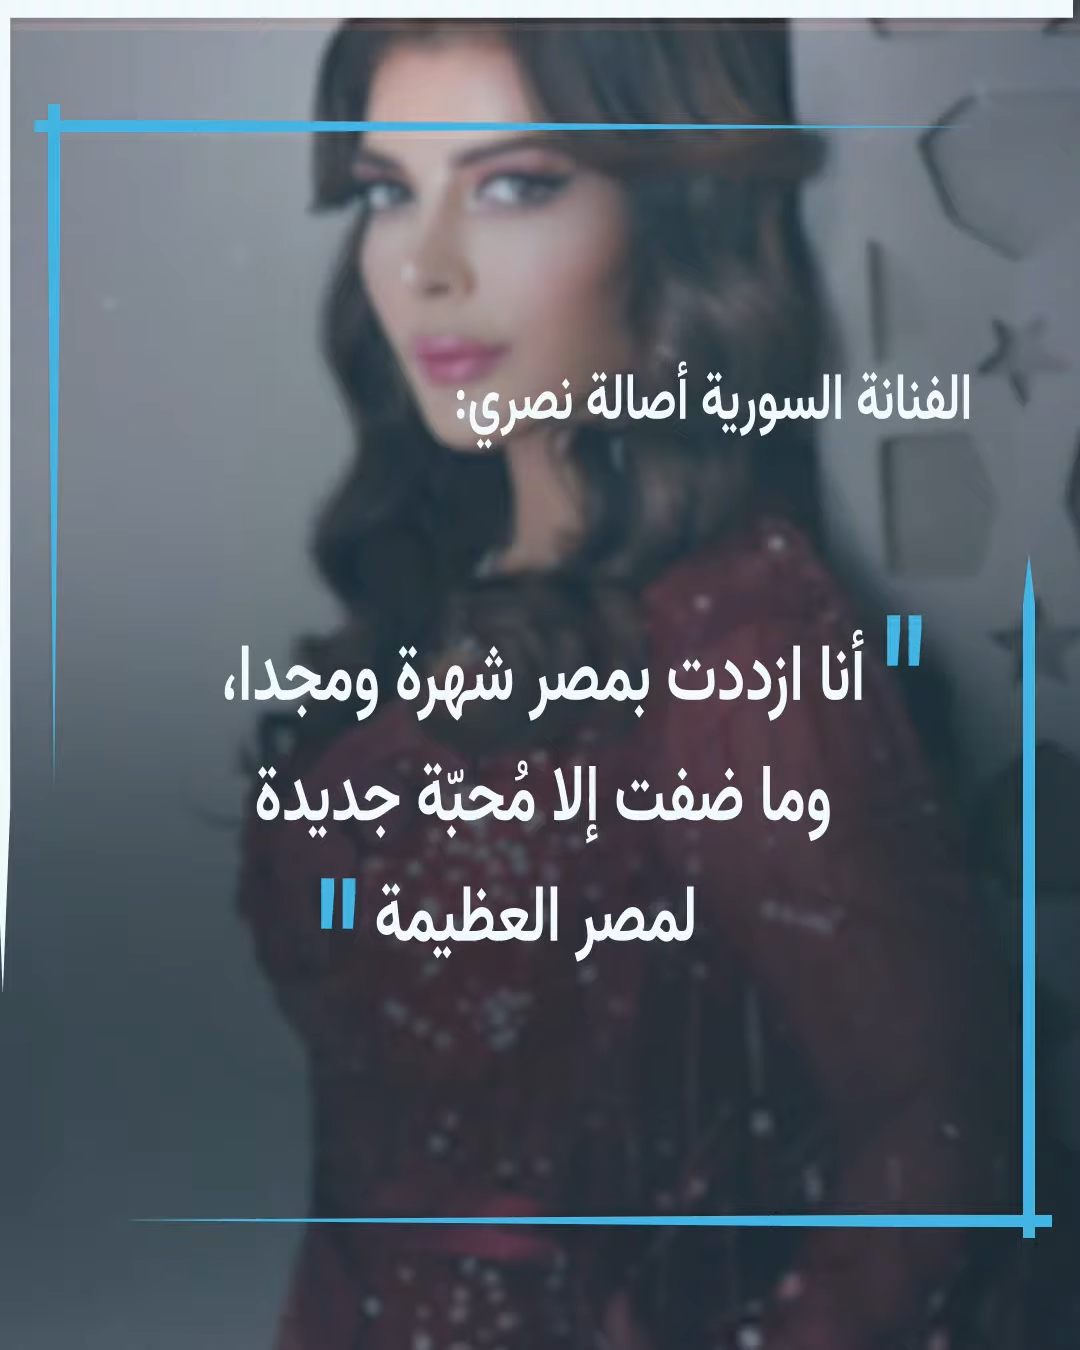 الفنانة السورية أصالة نصري:
"أنا ازددت بمصر شهرة ومجدا،
وما ضفت إلا مُحبّة جديدة
لمصر العظيمة"